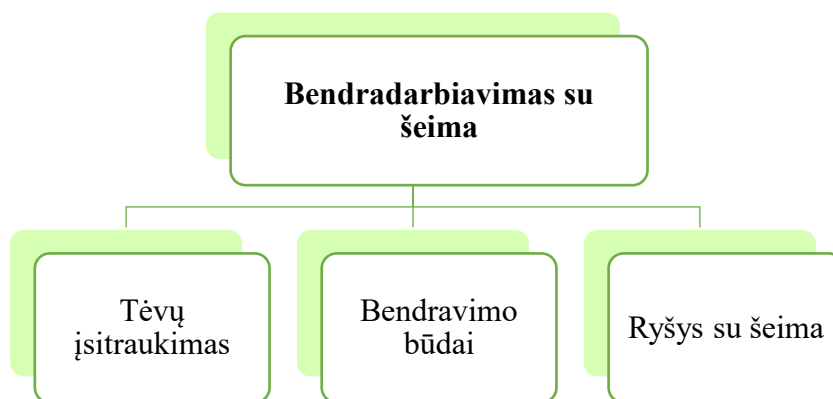 Bendradarbiavimas su
šeima
Tėvų
įsitraukimas
Bendravimo
būdai
Ryšys su šeima